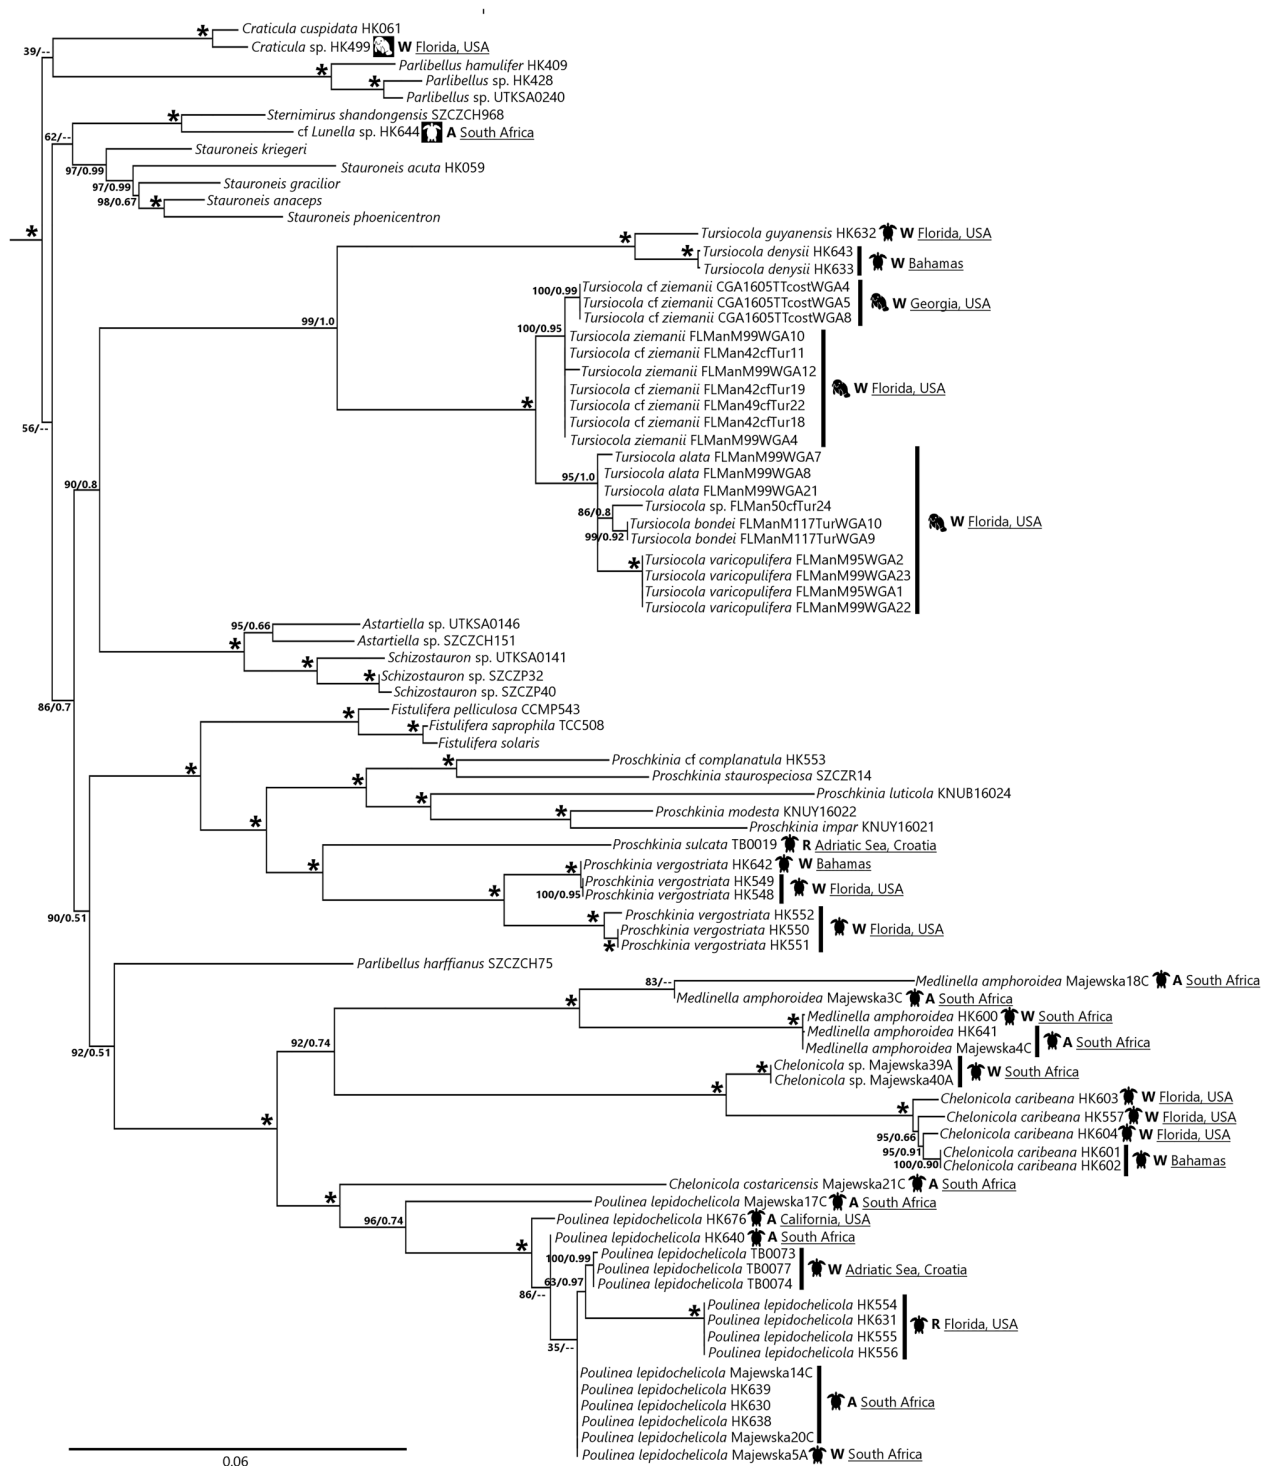 Craticula cuspidata HK061
Craticula sp. HK499 W Florida, USA
39/--
Parlibellus hamulifer HK409
Parlibellus sp. HK428
Parlibellus sp. UTKSA0240
Sternimirus shandongensis SZCZCH968
cf Lunella sp. HK644 A South Africa
62/--
Stauroneis kriegeri
97/0.99
Stauroneis acuta HK059
97/0.99
Stauroneis gracilior
98/0.67
Stauroneis anaceps
Stauroneis phoenicentron
Tursiocola guyanensis HK632 W Florida, USA
Tursiocola denysii HK643
W Bahamas
Tursiocola denysii HK633
100/0.99
Tursiocola cf ziemanii CGA1605TTcostWGA4
Tursiocola cf ziemanii CGA1605TTcostWGA5
W Georgia, USA
Tursiocola cf ziemanii CGA1605TTcostWGA8
99/1.0
100/0.95
Tursiocola ziemanii FLManM99WGA10
Tursiocola cf ziemanii FLMan42cfTur11
Tursiocola ziemanii FLManM99WGA12
Tursiocola cf ziemanii FLMan42cfTur19
W Florida, USA
Tursiocola cf ziemanii FLMan49cfTur22
Tursiocola cf ziemanii FLMan42cfTur18
56/--
Tursiocola ziemanii FLManM99WGA4
Tursiocola alata FLManM99WGA7
95/1.0
Tursiocola alata FLManM99WGA8
90/0.8
Tursiocola alata FLManM99WGA21
Tursiocola sp. FLMan50cfTur24
86/0.8
Tursiocola bondei FLManM117TurWGA10
W Florida, USA
99/0.92
Tursiocola bondei FLManM117TurWGA9
Tursiocola varicopulifera FLManM95WGA2
Tursiocola varicopulifera FLManM99WGA23
Tursiocola varicopulifera FLManM95WGA1
Tursiocola varicopulifera FLManM99WGA22
95/0.66
Astartiella sp. UTKSA0146
Astartiella sp. SZCZCH151
Schizostauron sp. UTKSA0141
Schizostauron sp. SZCZP32
Schizostauron sp. SZCZP40
86/0.7
Fistulifera pelliculosa CCMP543
Fistulifera saprophila TCC508
Fistulifera solaris
Proschkinia cf complanatula HK553
Proschkinia staurospeciosa SZCZR14
Proschkinia luticola KNUB16024
Proschkinia modesta KNUY16022
Proschkinia impar KNUY16021
Proschkinia sulcata TB0019 R Adriatic Sea, Croatia
Proschkinia vergostriata HK642 W Bahamas
Proschkinia vergostriata HK549
W Florida, USA
100/0.95
Proschkinia vergostriata HK548
90/0.51
Proschkinia vergostriata HK552
Proschkinia vergostriata HK550
W Florida, USA
Proschkinia vergostriata HK551
Parlibellus harffianus SZCZCH75
83/--
Medlinella amphoroidea Majewska18C A South Africa
Medlinella amphoroidea Majewska3C A South Africa
Medlinella amphoroidea HK600 W South Africa
Medlinella amphoroidea HK641
A South Africa
Medlinella amphoroidea Majewska4C
92/0.51
92/0.74
Chelonicola sp. Majewska39A
W South Africa
Chelonicola sp. Majewska40A
Chelonicola caribeana HK603 W Florida, USA
Chelonicola caribeana HK557 W Florida, USA
95/0.66
Chelonicola caribeana HK604 W Florida, USA
95/0.91
Chelonicola caribeana HK601
W Bahamas
100/0.90
Chelonicola caribeana HK602
Chelonicola costaricensis Majewska21C A South Africa
Poulinea lepidochelicola Majewska17C A South Africa
96/0.74
Poulinea lepidochelicola HK676 A California, USA
Poulinea lepidochelicola HK640 A South Africa
100/0.99
Poulinea lepidochelicola TB0073
Poulinea lepidochelicola TB0077
W Adriatic Sea, Croatia
63/0.97
Poulinea lepidochelicola TB0074
86/--
Poulinea lepidochelicola HK554
Poulinea lepidochelicola HK631
R Florida, USA
Poulinea lepidochelicola HK555
35/--
Poulinea lepidochelicola HK556
Poulinea lepidochelicola Majewska14C
Poulinea lepidochelicola HK639
A South Africa
Poulinea lepidochelicola HK630
Poulinea lepidochelicola HK638
Poulinea lepidochelicola Majewska20C
Poulinea lepidochelicola Majewska5A W South Africa
0.06